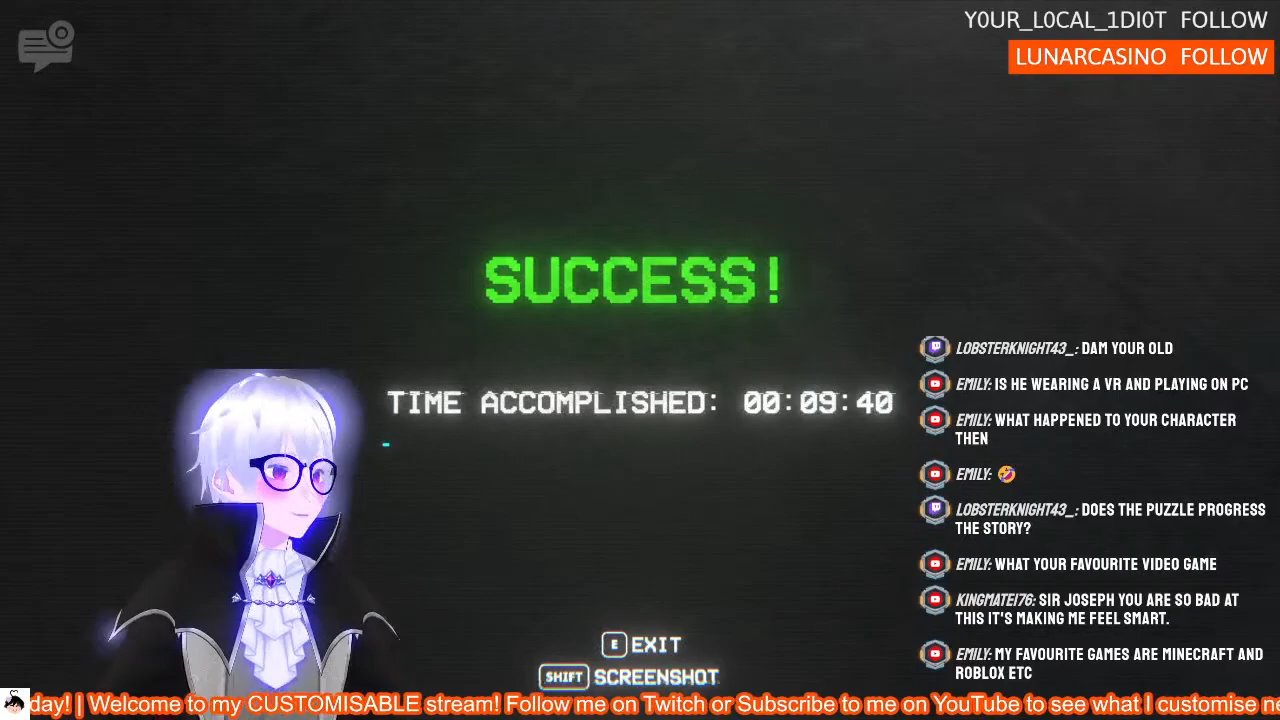 Y0UR_L0CAL_1DI0T FOLLOW
LUNARCASINO FOLLOW
SUCCESS!
TIME ACCOMPLISHED: 00:09:40
LOBSTERKNIGHT43_: DAM YOUR OLD
EMILY: IS HE WEARING A VR AND PLAYING ON PC
EMILY: WHAT HAPPENED TO YOUR CHARACTER
THEN
EMILY: 🤣
LOBSTERKNIGHT43_: DOES THE PUZZLE PROGRESS
THE STORY?
EMILY: WHAT YOUR FAVOURITE VIDEO GAME
KINGMATE176: SIR JOSEPH YOU ARE SO BAD AT
THIS IT'S MAKING ME FEEL SMART.
EMILY: MY FAVOURITE GAMES ARE MINECRAFT AND
ROBLOX ETC
E EXIT
SHIFT SCREENSHOT
day! | Welcome to my CUSTOMISABLE stream! Follow me on Twitch or Subscribe to me on YouTube to see what I customise ne